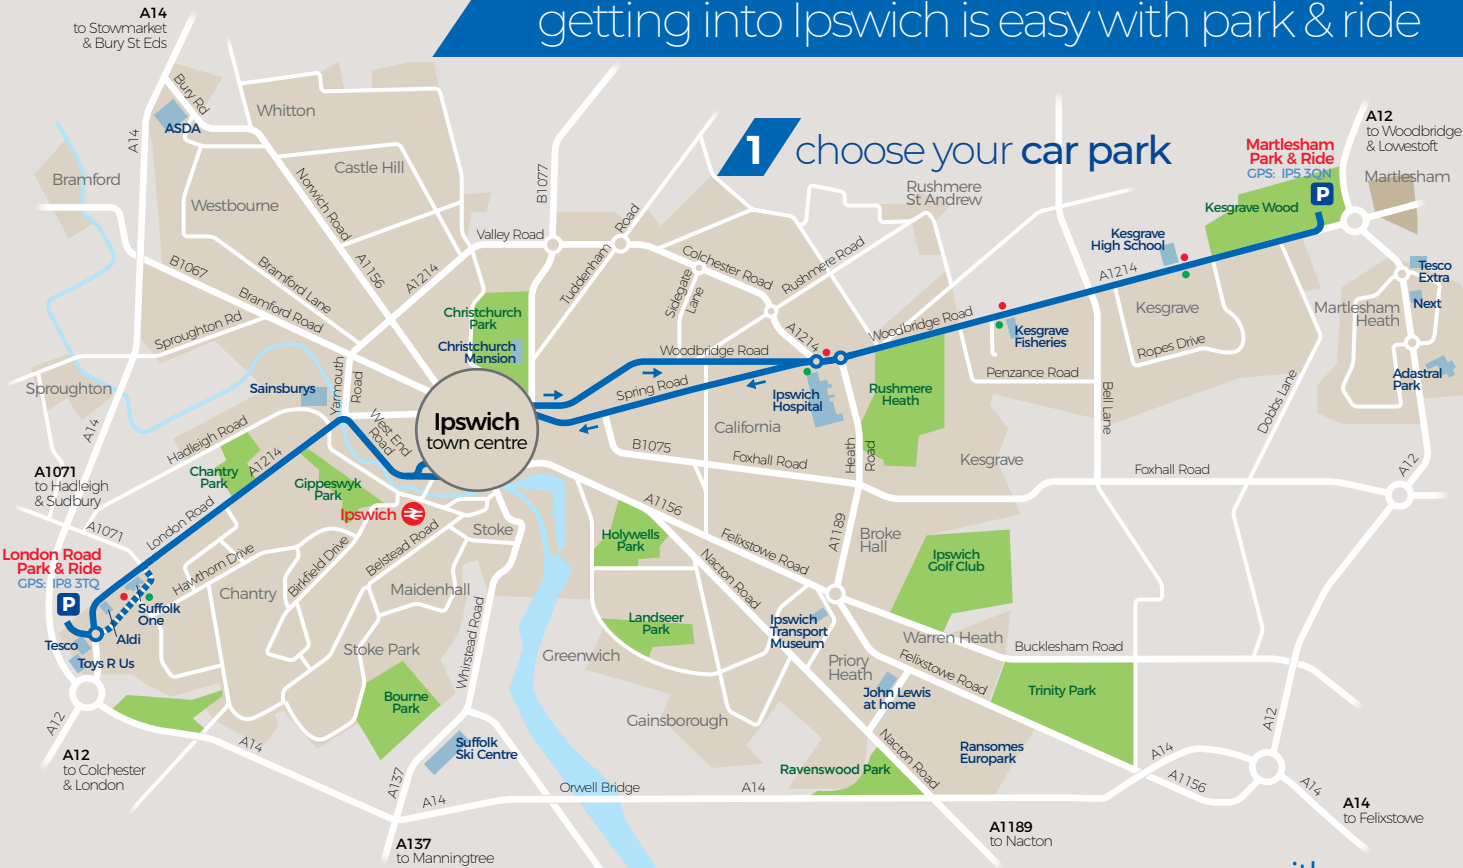 getting into Ipswich is easy with park & ride
1 choose your car park
A14
to Stowmarket
& Bury St Eds
Bury Rd
ASDA
Whitton
A14
Castle Hill
Bramford
Westbourne
Norwich Road
A1156
B1067
Bramford Lane
Bramford Road
Sproughton Rd
A1214
Valley Road
B1077
Tuddenham Road
Colchester Road
Sidegate
Lane
Rushmere Road
Rushmere
St Andrew
A1214
Christchurch
Park
Christchurch
Mansion
Woodbridge Road
Spring Road
Woodbridge Road
Ipswich
town centre
Ipswich
Hospital
Rushmere
Heath
Heath
Road
California
B1075
Foxhall Road
Kesgrave
Foxhall Road
Kesgrave
Fisheries
Penzance Road
Bell Lane
Ropes Drive
Kesgrave
Dobbs Lane
A1214
Kesgrave
High School
Kesgrave Wood
Martlesham
Park & Ride
GPS: IP5 3QN
P
A12
to Woodbridge
& Lowestoft
Martlesham
Tesco
Extra
Next
Martlesham
Heath
Adastral
Park
A12
Sproughton
A14
Sainsburys
Yarmouth
Road
West End
Road
Hadleigh Road
A1214
Chantry
Park
Gippeswyk
Park
Ipswich
London Road
A1071
to Hadleigh
& Sudbury
A1071
London Road
Park & Ride
GPS: IP8 3TQ
P
Suffolk
One
Aldi
Tesco
Toys R Us
A12
A12
to Colchester
& London
A14
Hawthorn Drive
Chantry
Birkfield Drive
Belstead Road
Stoke
Maidenhall
Stoke Park
Bourne
Park
Whirstead Road
Suffolk
Ski Centre
A137
A14
A137
to Manningtree
Orwell Bridge
A14
Greenwich
Gainsborough
Holywells
Park
Landseer
Park
A1156
Felixstowe Road
Nacton Road
A1189
Broke
Hall
Ipswich
Golf Club
Ipswich
Transport
Museum
Priory
Heath
Warren Heath
Felixstowe Road
Bucklesham Road
Trinity Park
John Lewis
at home
Nacton Road
Ransomes
Europark
Ravenswood Park
A1189
to Nacton
A14
A1156
A12
A14
A14
to Felixstowe